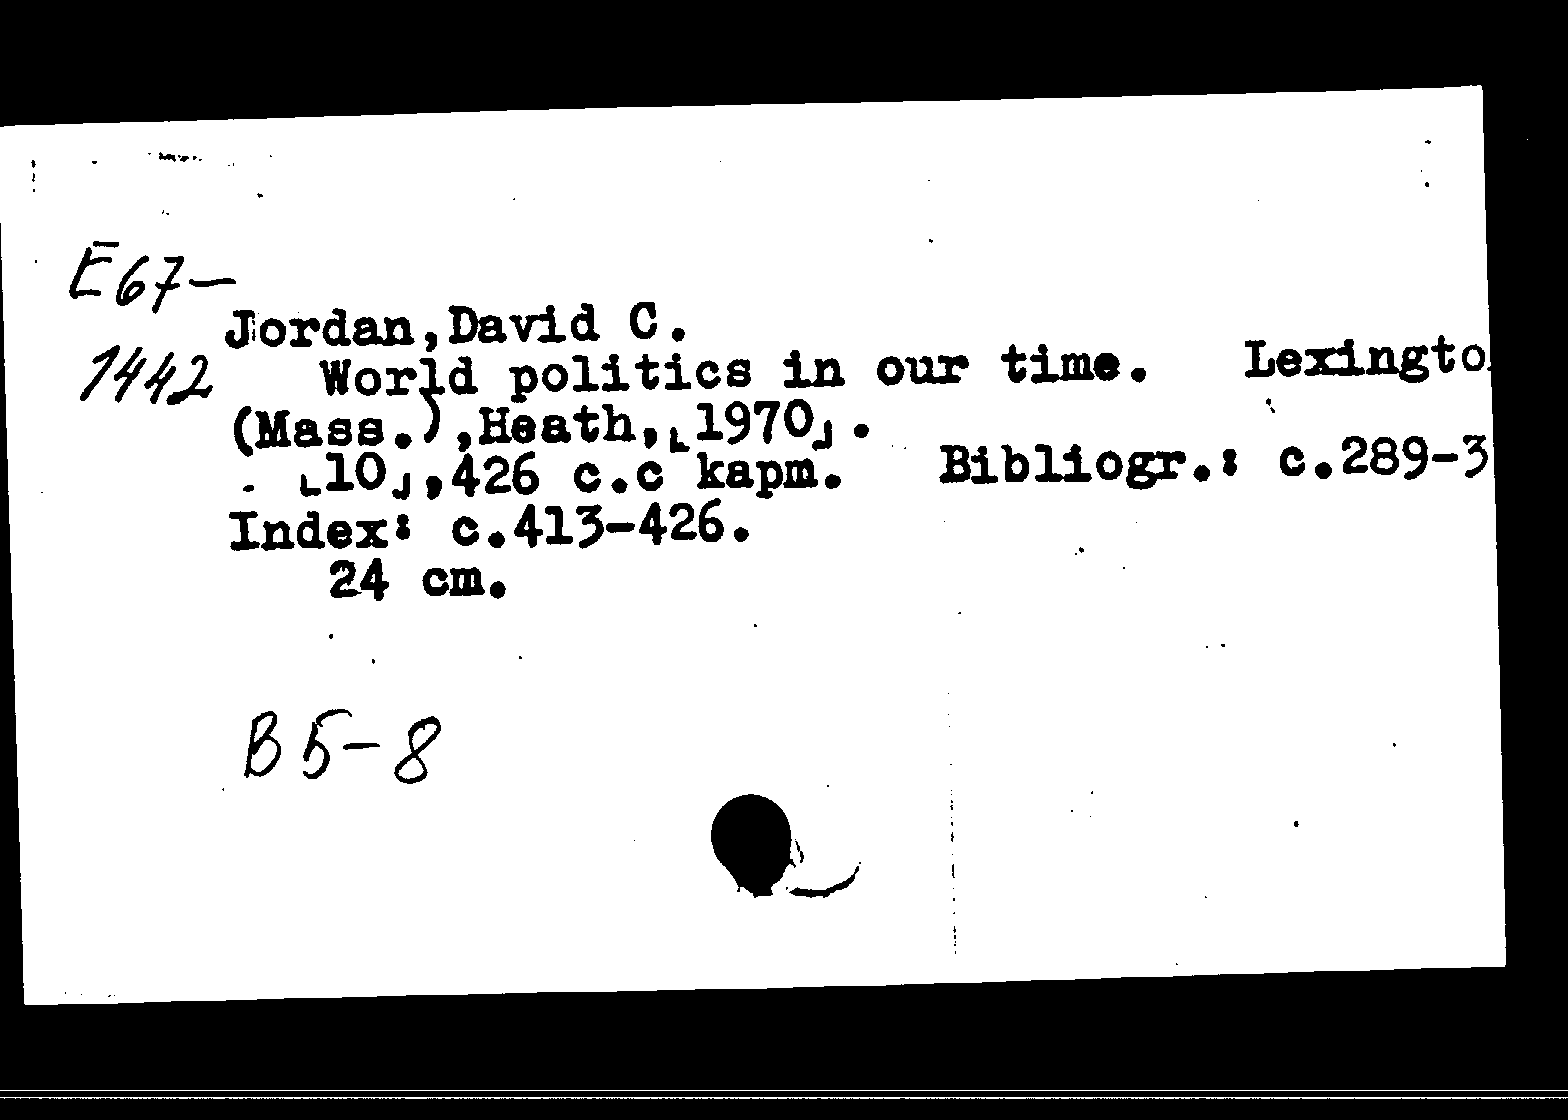 E67-
1442
Jordan,David C.
World politics in our time. Lexingto
(Mass.),Heath,[1970].
[10],426 c.c карт. Bibliogr.: c.289-3
Index: c.413-426.
24 cm.
B5-8